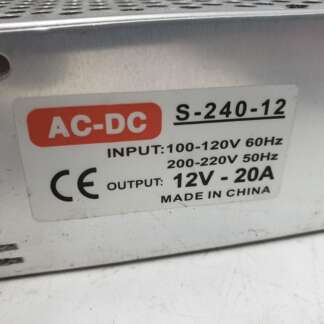 AC-DC S-240-12
INPUT: 100-120V 60Hz
200-220V 50Hz
CE OUTPUT: 12V - 20A
MADE IN CHINA